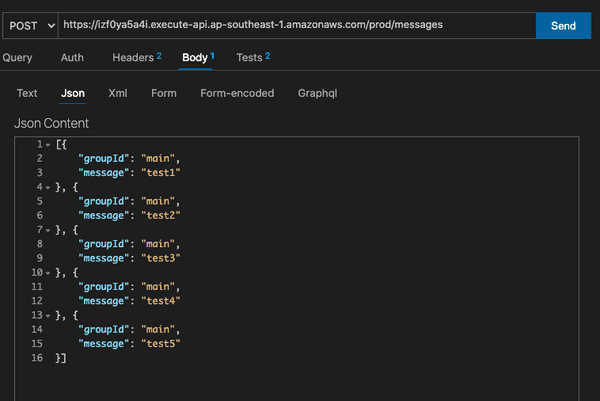 POST https://izf0ya5a4i.execute-api.ap-southeast-1.amazonaws.com/prod/messages Send
Query Auth Headers 2 Body 1 Tests 2
Text Json Xml Form Form-encoded Graphql
Json Content
1 [{
2 "groupId": "main",
3 "message": "test1"
4 }, {
5 "groupId": "main",
6 "message": "test2"
7 }, {
8 "groupId": "main",
9 "message": "test3"
10 }, {
11 "groupId": "main",
12 "message": "test4"
13 }, {
14 "groupId": "main",
15 "message": "test5"
16 }]